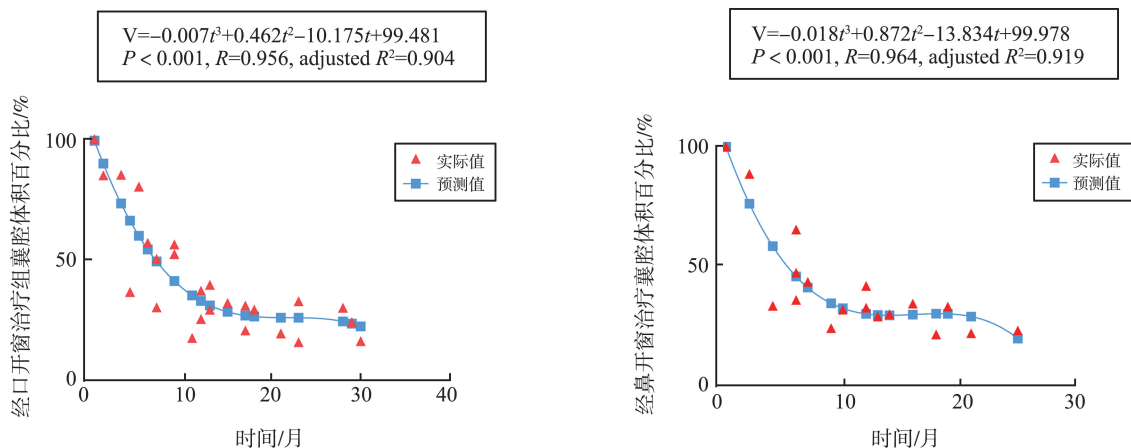 V=−0.007t³+0.462t²−10.175t+99.481
P < 0.001, R=0.956, adjusted R²=0.904
经口开窗治疗组襄腔体积百分比/%
100
50
0
实际值
预测值
0
10
20
30
40
时间/月
V=−0.018t³+0.872t²−13.834t+99.978
P < 0.001, R=0.964, adjusted R²=0.919
经鼻开窗治疗襄腔体积百分比/%
100
50
0
实际值
预测值
0
10
20
30
时间/月